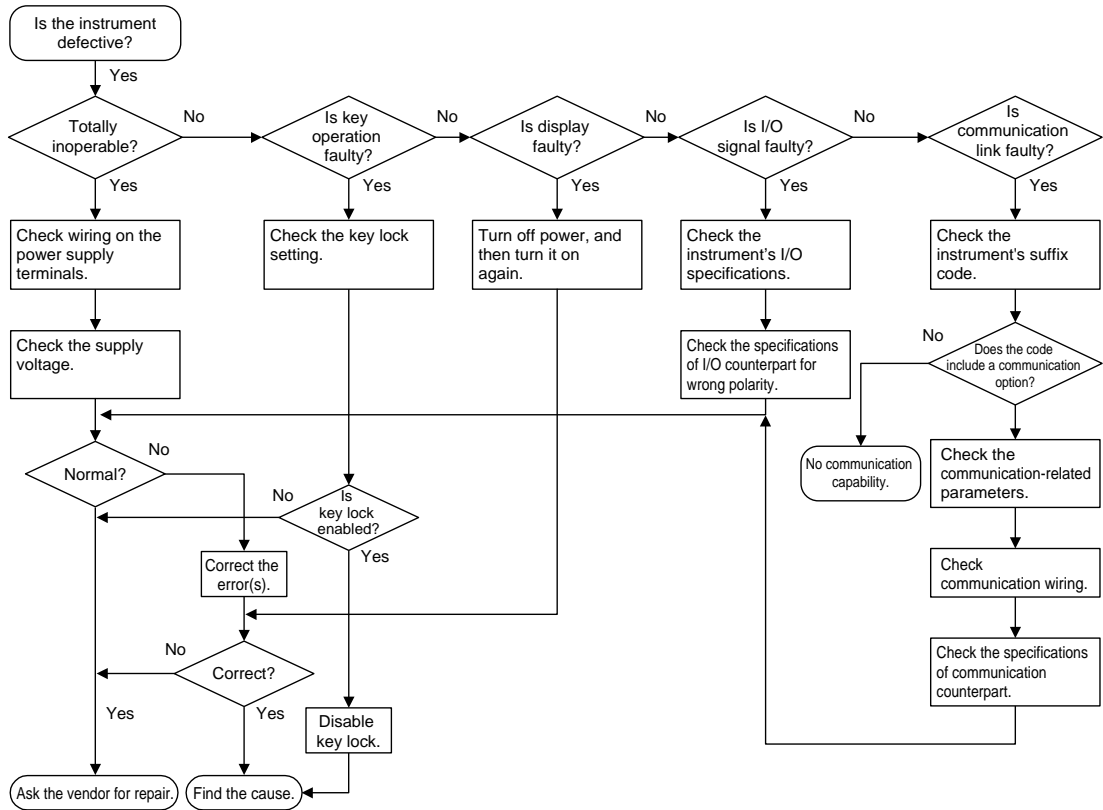 Is the instrument
defective?
Yes
Totally
inoperable?
No
Yes
Is key
operation
faulty?
No
Yes
Is display
faulty?
No
Yes
Is I/O
signal faulty?
No
Yes
Is
communication
link faulty?
Yes
Check wiring on the
power supply
terminals.
Check the key lock
setting.
Turn off power, and
then turn it on
again.
Check the
instrument's I/O
specifications.
Check the
instrument's suffix
code.
Check the supply
voltage.
Check the specifications
of I/O counterpart for
wrong polarity.
No
Does the code
include a communication
option?
Normal?
No
No communication
capability.
Check the
communication-related
parameters.
No
Is
key lock
enabled?
Yes
Correct the
error(s).
Check
communication wiring.
No
Correct?
Yes
Yes
Check the specifications
of communication
counterpart.
Disable
key lock.
Ask the vendor for repair.
Find the cause.